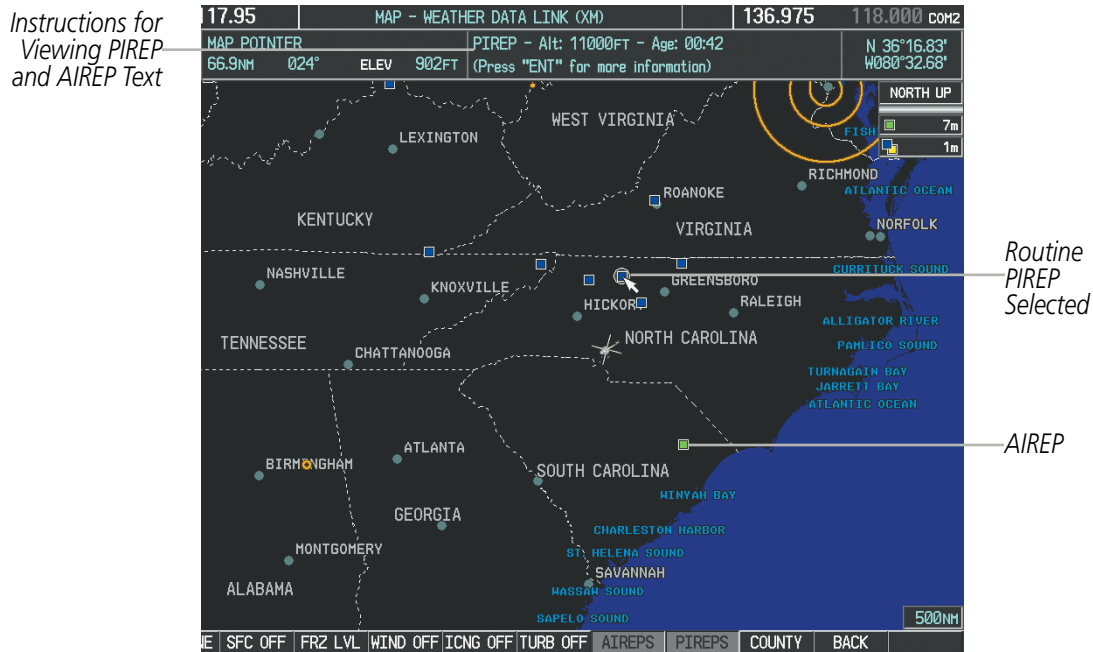 Instructions for
Viewing PIREP
and AIREP Text
117.95
MAP - WEATHER DATA LINK (XM)
136.975
118.000 COM2
MAP POINTER
66.9NM 024° ELEV 902FT
PIREP - Alt: 11000FT - Age: 00:42
(Press "ENT" for more information)
N 36°16.83'
W080°32.68'
NORTH UP
7m
1m
WEST VIRGINIA
FISH
LEXINGTON
RICHMOND
ATLANTIC OCEAN
ROANOKE
KENTUCKY
VIRGINIA
NORFOLK
NASHVILLE
KNOXVILLE
GREENSBORO
CURRITUCK SOUND
HICKORY
RALEIGH
Routine
PIREP
Selected
ALLIGATOR RIVER
TENNESSEE
NORTH CAROLINA
PAMLICO SOUND
CHATTANOOGA
TURNAGAIN BAY
JARRETT BAY
ATLANTIC OCEAN
ATLANTA
AIREP
BIRMINGHAM
SOUTH CAROLINA
WINYAH BAY
GEORGIA
CHARLESTON HARBOR
MONTGOMERY
ST. HELENA SOUND
SAVANNAH
ALABAMA
WASSAW SOUND
SAPELO SOUND
500NM
NE SFC OFF FRZ LVL WIND OFF ICNG OFF TURB OFF AIREPS PIREPS COUNTY BACK